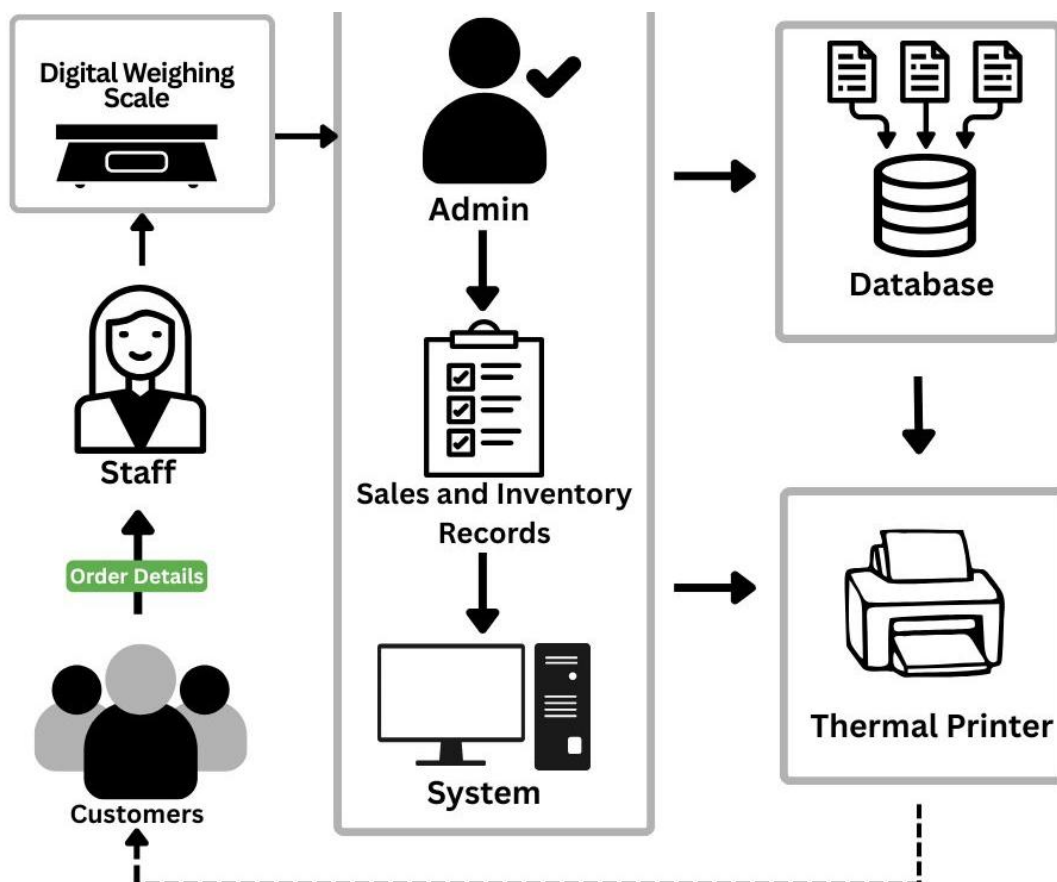 Digital Weighing
Scale
Admin
Database
Staff
Sales and Inventory
Records
Order Details
System
Thermal Printer
Customers